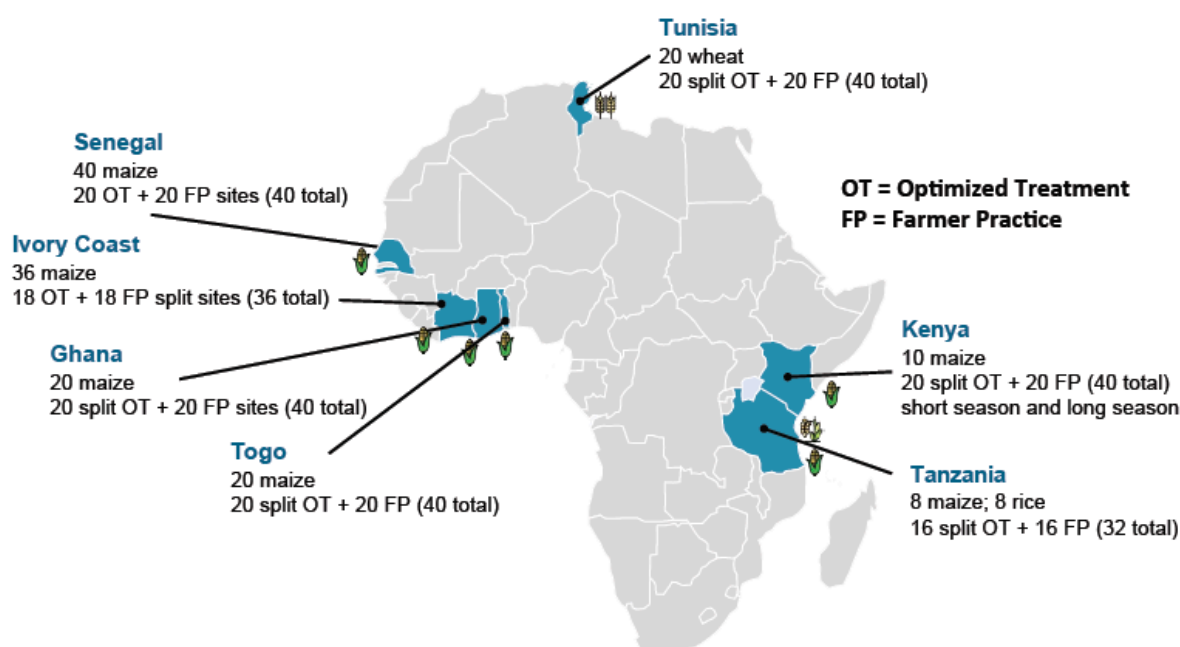 Tunisia
20 wheat
20 split OT + 20 FP (40 total)
Senegal
40 maize
20 OT + 20 FP sites (40 total)
OT = Optimized Treatment
FP = Farmer Practice
Ivory Coast
36 maize
18 OT + 18 FP split sites (36 total)
Ghana
20 maize
20 split OT + 20 FP sites (40 total)
Togo
20 maize
20 split OT + 20 FP (40 total)
Kenya
10 maize
20 split OT + 20 FP (40 total)
short season and long season
Tanzania
8 maize; 8 rice
16 split OT + 16 FP (32 total)